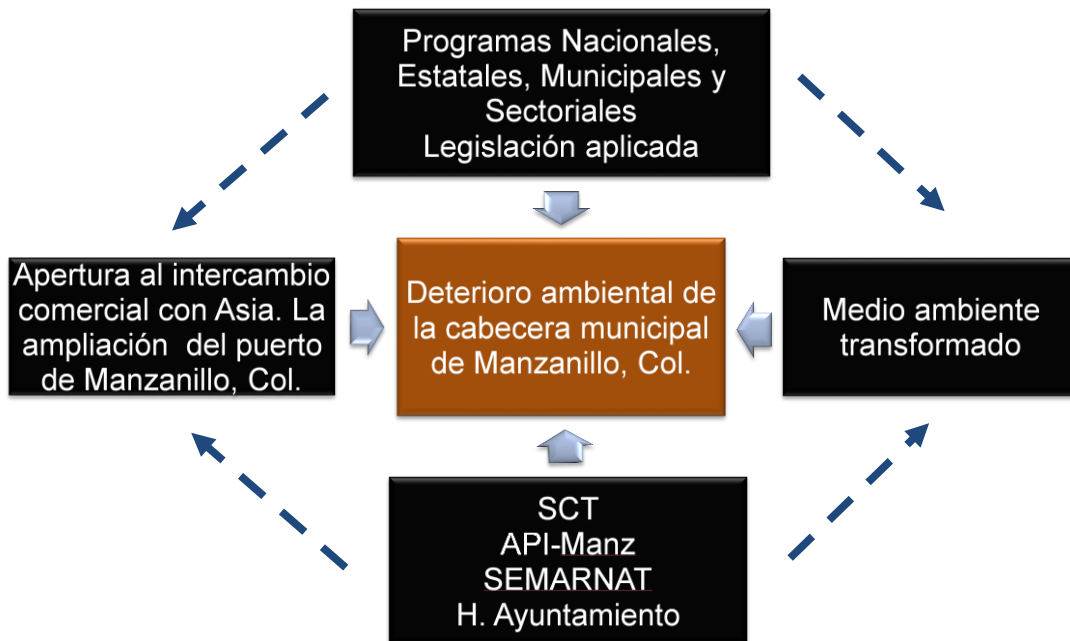 Programas Nacionales,
Estatales, Municipales y
Sectoriales
Legislación aplicada
Apertura al intercambio
comercial con Asia. La
ampliación  del puerto
de Manzanillo, Col.
Deterioro ambiental de
la cabecera municipal
de Manzanillo, Col.
Medio ambiente
transformado
SCT
API-Manz
SEMARNAT
H. Ayuntamiento